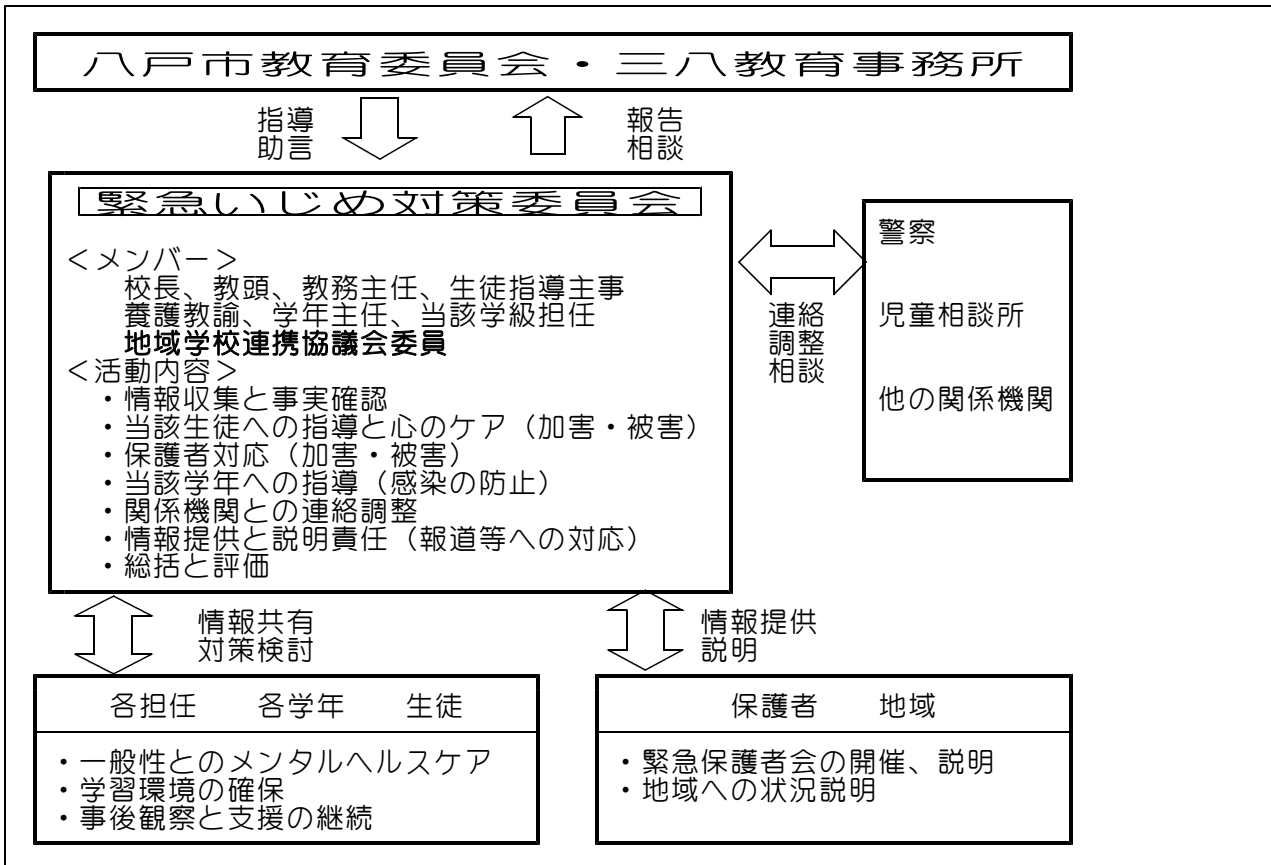 八戸市教育委員会・三八教育事務所
指導
助言
報告
相談
緊急いじめ対策委員会
＜メンバー＞
校長、教頭、教務主任、生徒指導主事
養護教諭、学年主任、当該学級担任
地域学校連携協議会委員
＜活動内容＞
・情報収集と事実確認
・当該生徒への指導と心のケア（加害・被害）
・保護者対応（加害・被害）
・当該学年への指導（感染の防止）
・関係機関との連絡調整
・情報提供と説明責任（報道等への対応）
・総括と評価
連絡
調整
相談
警察
児童相談所
他の関係機関
情報共有
対策検討
情報提供
説明
各担任　各学年　生徒
・一般性とのメンタルヘルスケア
・学習環境の確保
・事後観察と支援の継続
保護者　地域
・緊急保護者会の開催、説明
・地域への状況説明